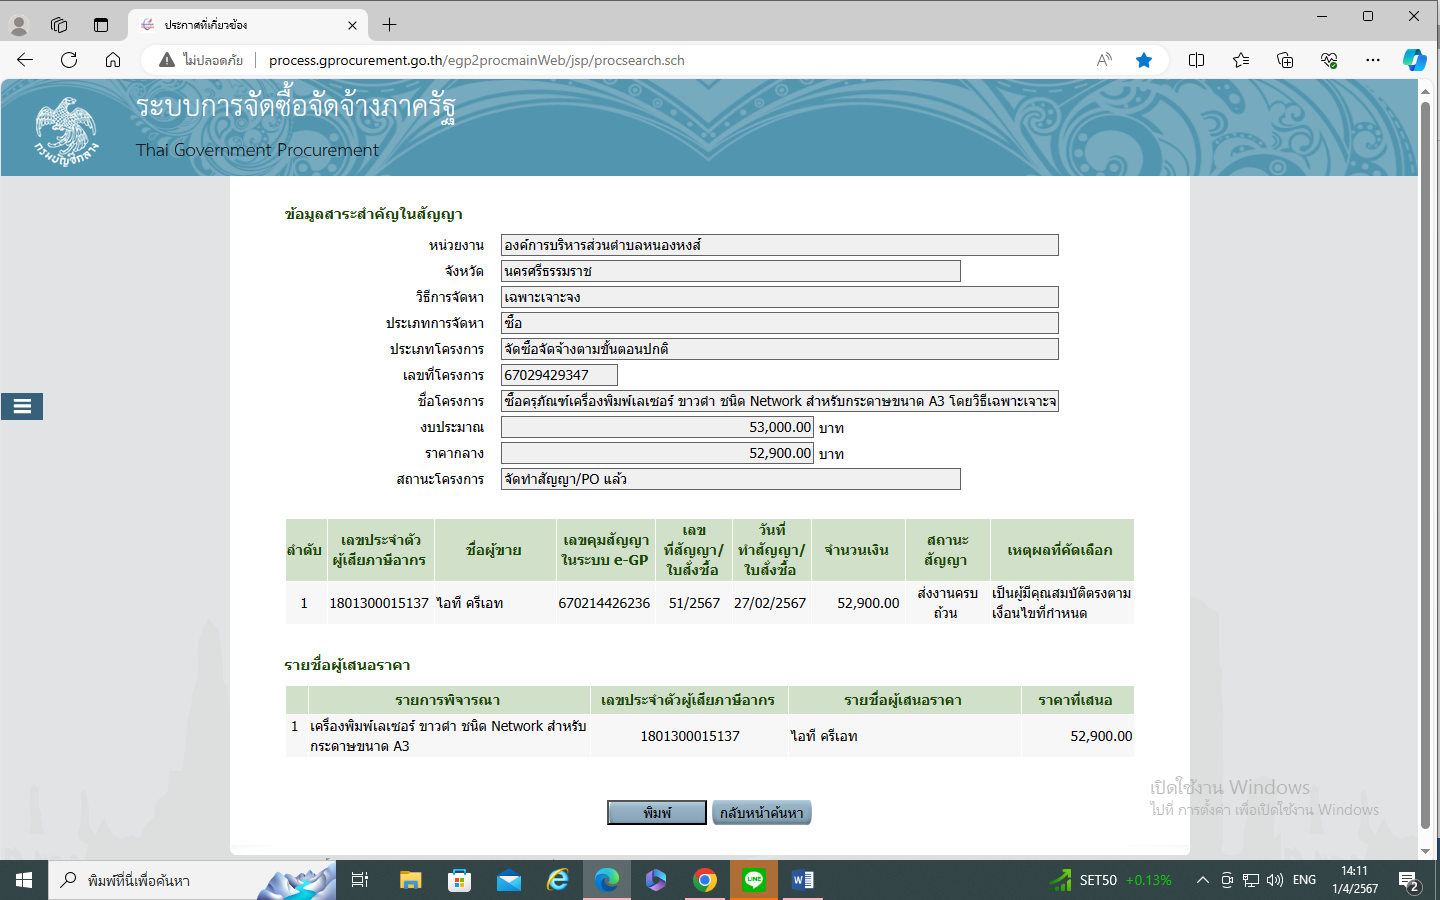 ประกาศที่เกี่ยวข้อง
ไม่ปลอดภัย
process.gprocurement.go.th/egp2procmainWeb/jsp/procsearch.sch
ระบบการจัดซื้อจัดจ้างภาครัฐ
Thai Government Procurement
กรมบัญชีกลาง
ข้อมูลสาระสำคัญในสัญญา
หน่วยงาน องค์การบริหารส่วนตำบลหนองหงส์
จังหวัด นครศรีธรรมราช
วิธีการจัดหา เฉพาะเจาะจง
ประเภทการจัดหา ซื้อ
ประเภทโครงการ จัดซื้อจัดจ้างตามขั้นตอนปกติ
เลขที่โครงการ 67029429347
ชื่อโครงการ ซื้อครุภัณฑ์เครื่องพิมพ์เลเซอร์ ขาวดำ ชนิด Network สำหรับกระดาษขนาด A3 โดยวิธีเฉพาะเจาะจ
งบประมาณ 53,000.00 บาท
ราคากลาง 52,900.00 บาท
สถานะโครงการ จัดทำสัญญา/PO แล้ว
ลำดับ เลขประจำตัว ผู้เสียภาษีอากร ชื่อผู้ขาย เลขคุมสัญญา ในระบบ e-GP เลข ที่สัญญา/ ใบสั่งซื้อ วันที่ ทำสัญญา/ ใบสั่งซื้อ จำนวนเงิน สถานะ สัญญา เหตุผลที่คัดเลือก
1 1801300015137 ไอที ครีเอท 670214426236 51/2567 27/02/2567 52,900.00 ส่งงานครบ ถ้วน เป็นผู้มีคุณสมบัติตรงตาม เงื่อนไขที่กำหนด
รายชื่อผู้เสนอราคา
รายการพิจารณา เลขประจำตัวผู้เสียภาษีอากร รายชื่อผู้เสนอราคา ราคาที่เสนอ
1 เครื่องพิมพ์เลเซอร์ ขาวดำ ชนิด Network สำหรับ กระดาษขนาด A3 1801300015137 ไอที ครีเอท 52,900.00
พิมพ์ กลับหน้าค้นหา
เปิดใช้งาน Windows
ไปที่ การตั้งค่า เพื่อเปิดใช้งาน Windows
พิมพ์ที่นี่เพื่อค้นหา
LINE
SET50 +0.13%
ENG
14:11
1/4/2567
2